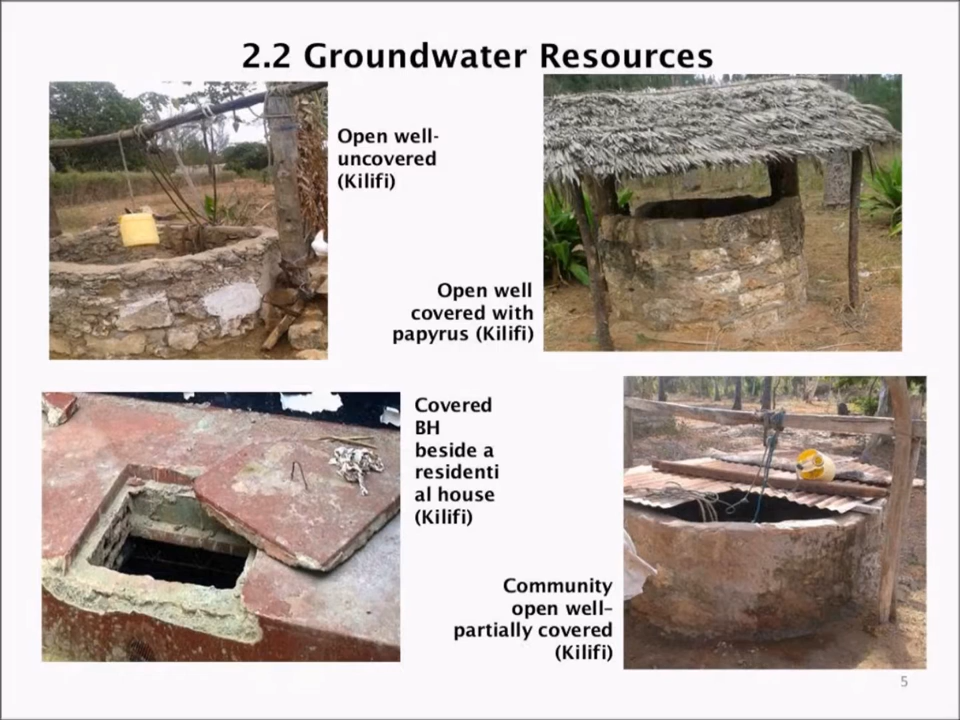 2.2 Groundwater Resources
Open well-
uncovered
(Kilifi)
Open well
covered with
papyrus (Kilifi)
Covered
BH
beside a
residenti
al house
(Kilifi)
Community
open well–
partially covered
(Kilifi)
5